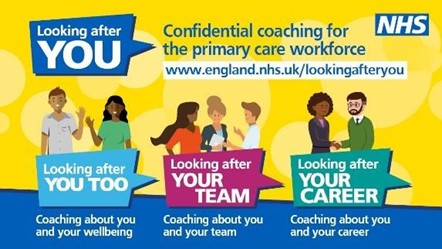 Looking after
YOU
Confidential coaching for
the primary care workforce
www.england.nhs.uk/lookingafteryou
NHS
Looking after
YOU TOO
Coaching about you
and your wellbeing
Looking after
YOUR
TEAM
Coaching about you
and your team
Looking after
YOUR
CAREER
Coaching about you
and your career